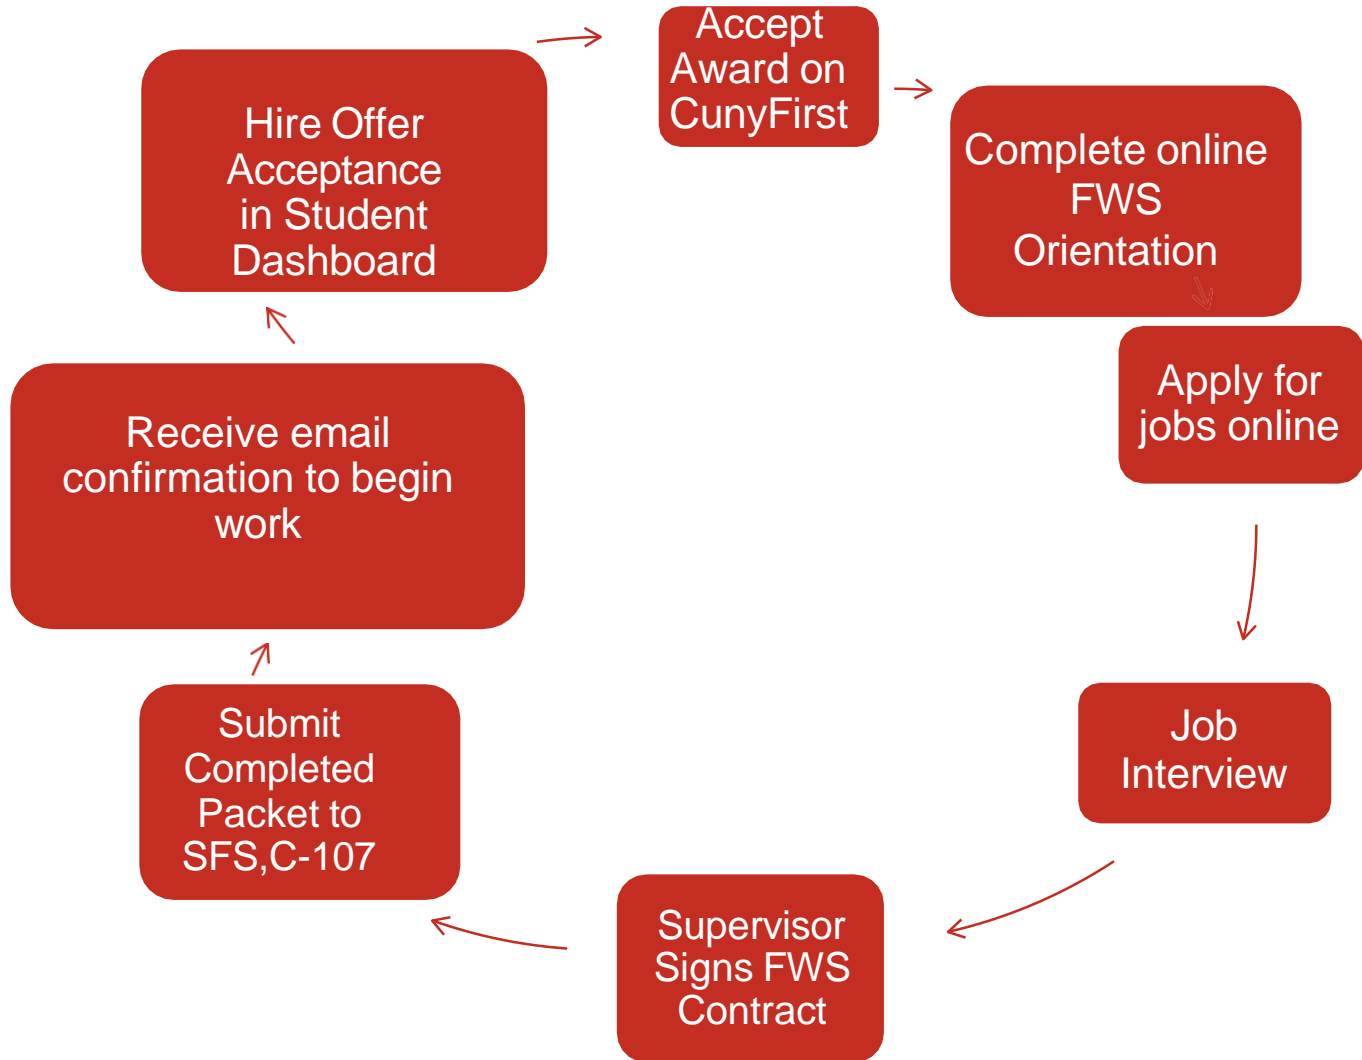 Accept
Award on
CunyFirst
Complete online
FWS
Orientation
Apply for
jobs online
Job
Interview
Supervisor
Signs FWS
Contract
Submit
Completed
Packet to
SFS,C-107
Receive email
confirmation to begin
work
Hire Offer
Acceptance
in Student
Dashboard